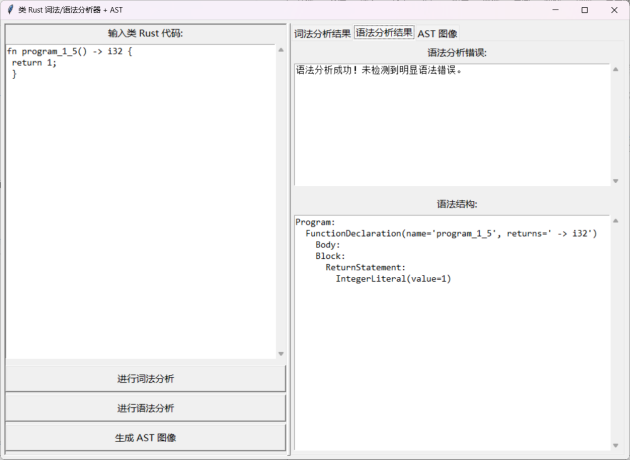 类 Rust 词法/语法分析器 + AST
输入类 Rust 代码:
fn program_1_5() -> i32 {
return 1;
}
进行词法分析
进行语法分析
生成 AST 图像
词法分析结果 语法分析结果 AST 图像
语法分析错误:
语法分析成功！未检测到明显语法错误。
语法结构:
Program:
FunctionDeclaration(name='program_1_5', returns=' -> i32')
Body:
Block:
ReturnStatement:
IntegerLiteral(value=1)